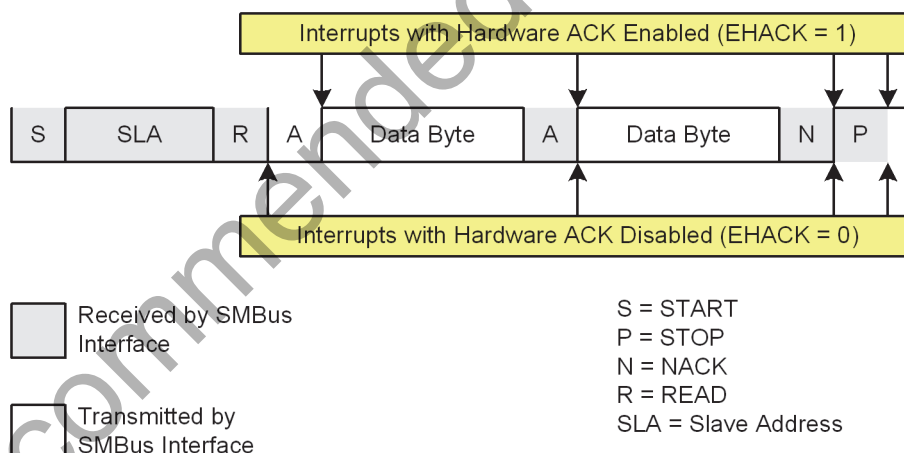 Interrupts with Hardware ACK Enabled (EHACK = 1)
S SLA R A Data Byte A Data Byte N P
Interrupts with Hardware ACK Disabled (EHACK = 0)
Received by SMBus
Interface
Transmitted by
SMBus Interface
S = START
P = STOP
N = NACK
R = READ
SLA = Slave Address
commended